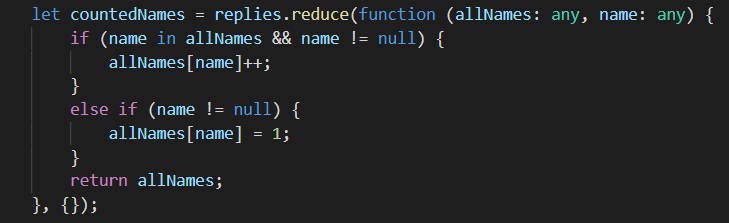 let countedNames = replies.reduce(function (allNames: any, name: any) {
    if (name in allNames && name != null) {
        allNames[name]++;
    }
    else if (name != null) {
        allNames[name] = 1;
    }
    return allNames;
}, {});